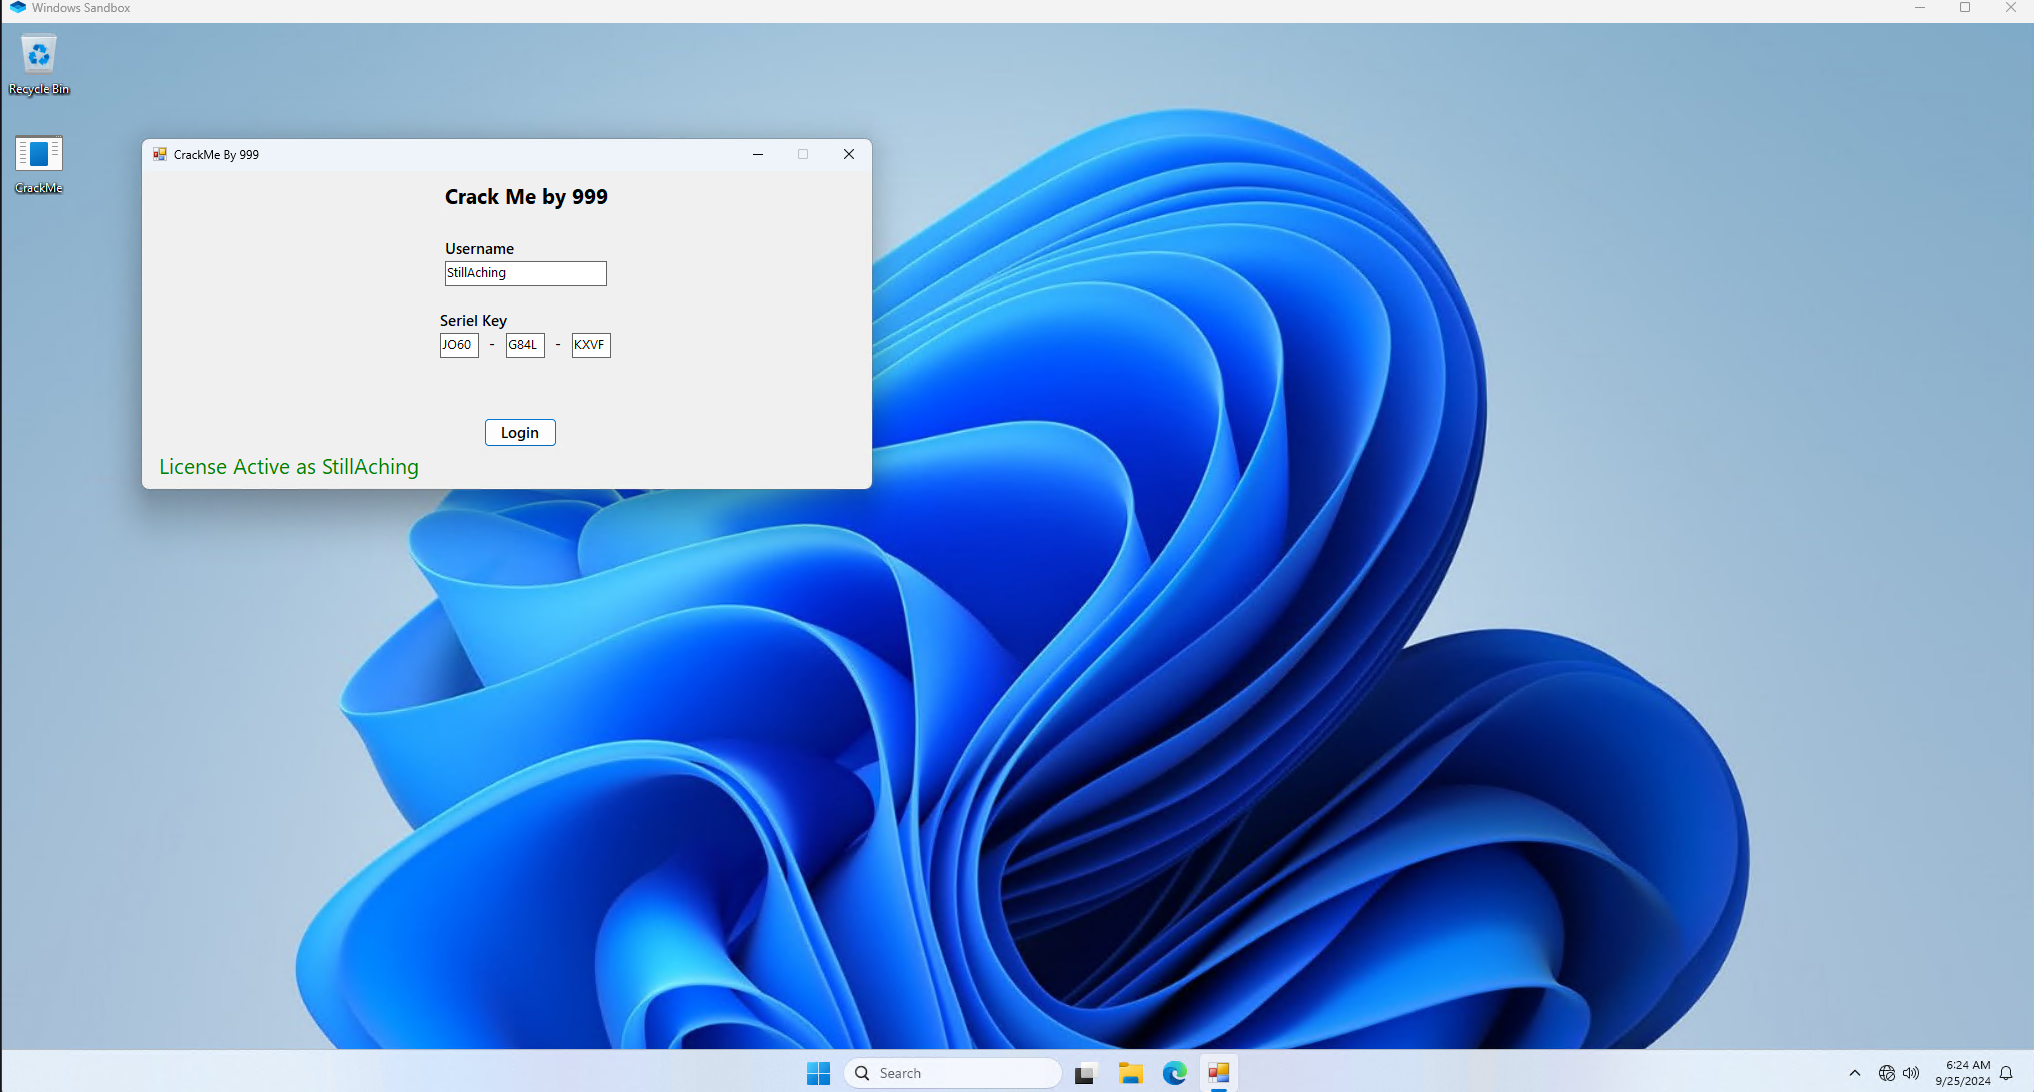 Windows Sandbox
Recycle Bin
CrackMe
CrackMe By 999
Crack Me by 999
Username
StillAching
Seriel Key
JO60 - G84L - KXVF
Login
License Active as StillAching
Search
6:24 AM
9/25/2024